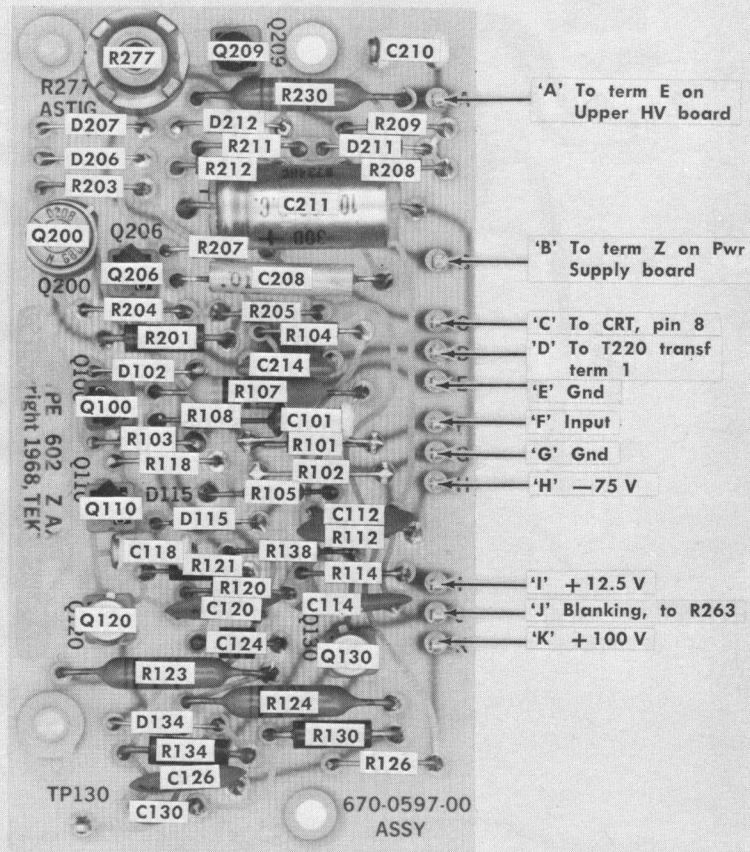 R277
Q209
Q209
C210
R277
ASTIG
R230
'A' To term E on
Upper HV board
D207
D212
R209
R211
D211
D206
R212
R208
R203
C211
Q200
Q206
R207
'B' To term Z on Pwr
Supply board
Q206
C208
Q200
R204
R205
'C' To CRT, pin 8
R201
R104
'D' To T220 transf
term 1
C214
D102
'E' Gnd
R107
Q100
R108
C101
'F' Input
R103
R101
'G' Gnd
R118
R102
'H' —75 V
D115
R105
Q110
D115
C112
R112
C118
R138
R121
R114
'I' +12.5 V
R120
C120
C114
'J' Blanking, to R263
Q120
C124
Q130
Q130
'K' +100 V
R123
R124
D134
R130
R134
R126
C126
TP130
C130
670-0597-00
ASSY
PE 602 Z A
right 1968, TEK